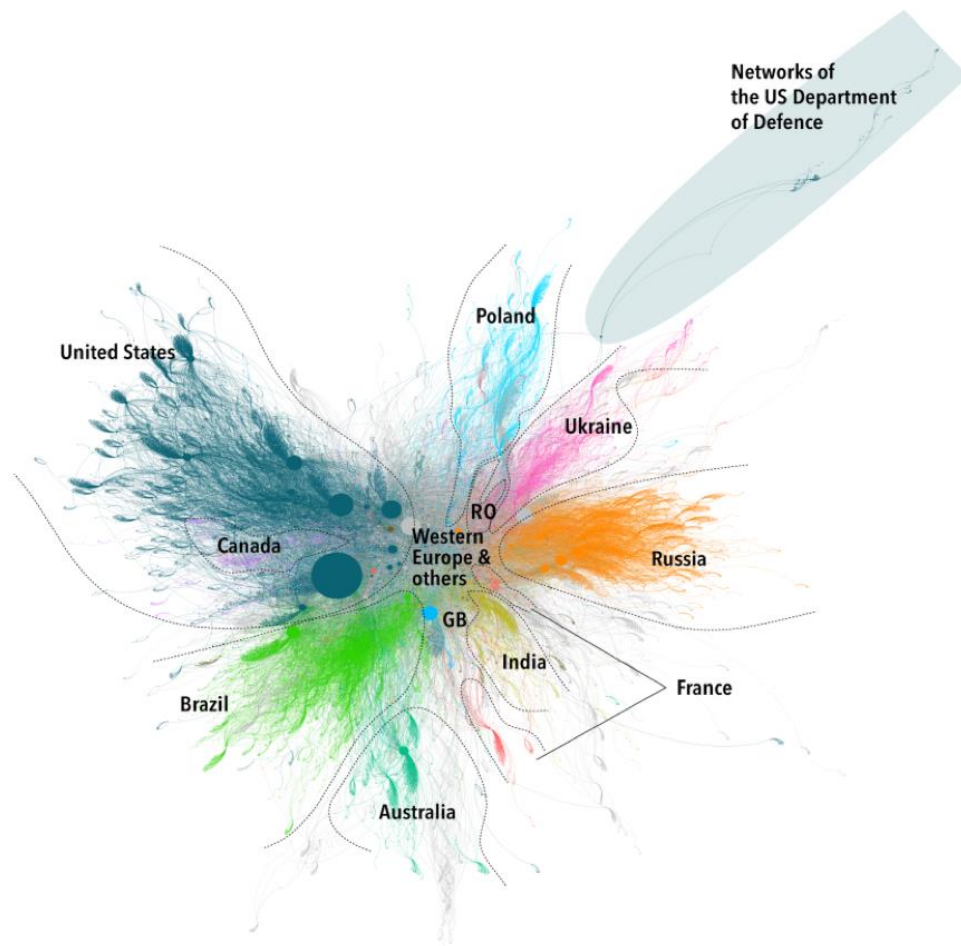 Networks of
the US Department
of Defence
Poland
United States
Ukraine
RO
Canada
Western
Europe &
others
Russia
GB
India
France
Brazil
Australia